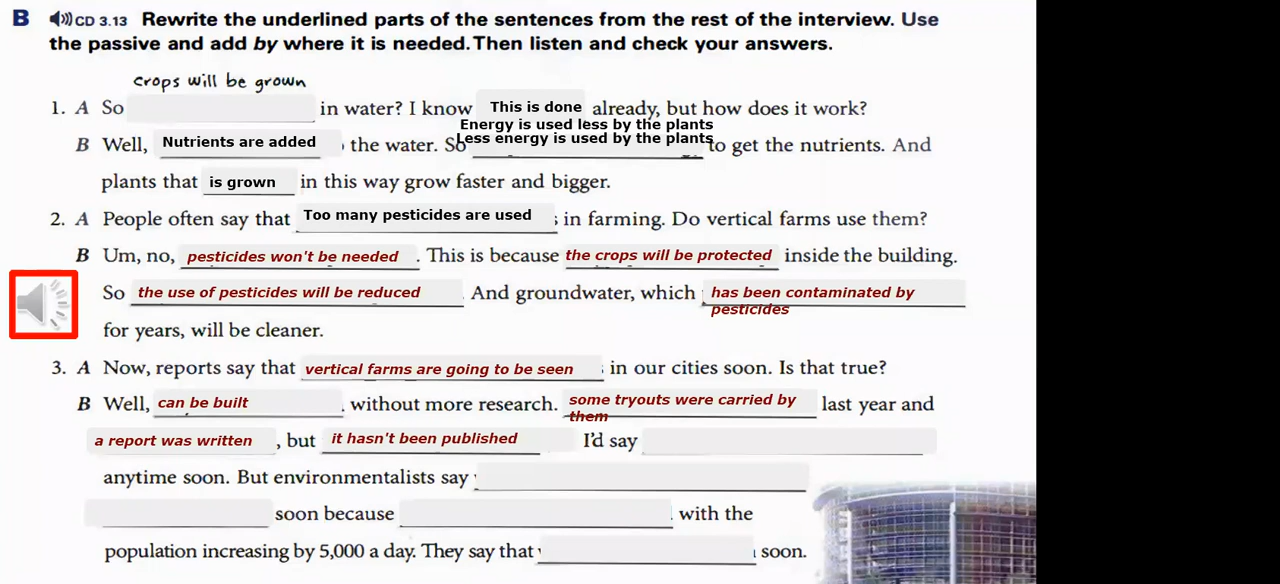 B CD 3.13 Rewrite the underlined parts of the sentences from the rest of the interview. Use
the passive and add by where it is needed. Then listen and check your answers.
crops will be grown
1. A So in water? I know This is done already, but how does it work?
Energy is used less by the plants
B Well, Nutrients are added the water. So Less energy is used by the plants to get the nutrients. And
plants that is grown in this way grow faster and bigger.
2. A People often say that Too many pesticides are used in farming. Do vertical farms use them?
B Um, no, pesticides won't be needed . This is because the crops will be protected inside the building.
So the use of pesticides will be reduced And groundwater, which has been contaminated by
pesticides
for years, will be cleaner.
3. A Now, reports say that vertical farms are going to be seen in our cities soon. Is that true?
B Well, can be built without more research. some tryouts were carried by last year and
them
a report was written , but it hasn't been published I'd say
anytime soon. But environmentalists say
soon because with the
population increasing by 5,000 a day. They say that soon.